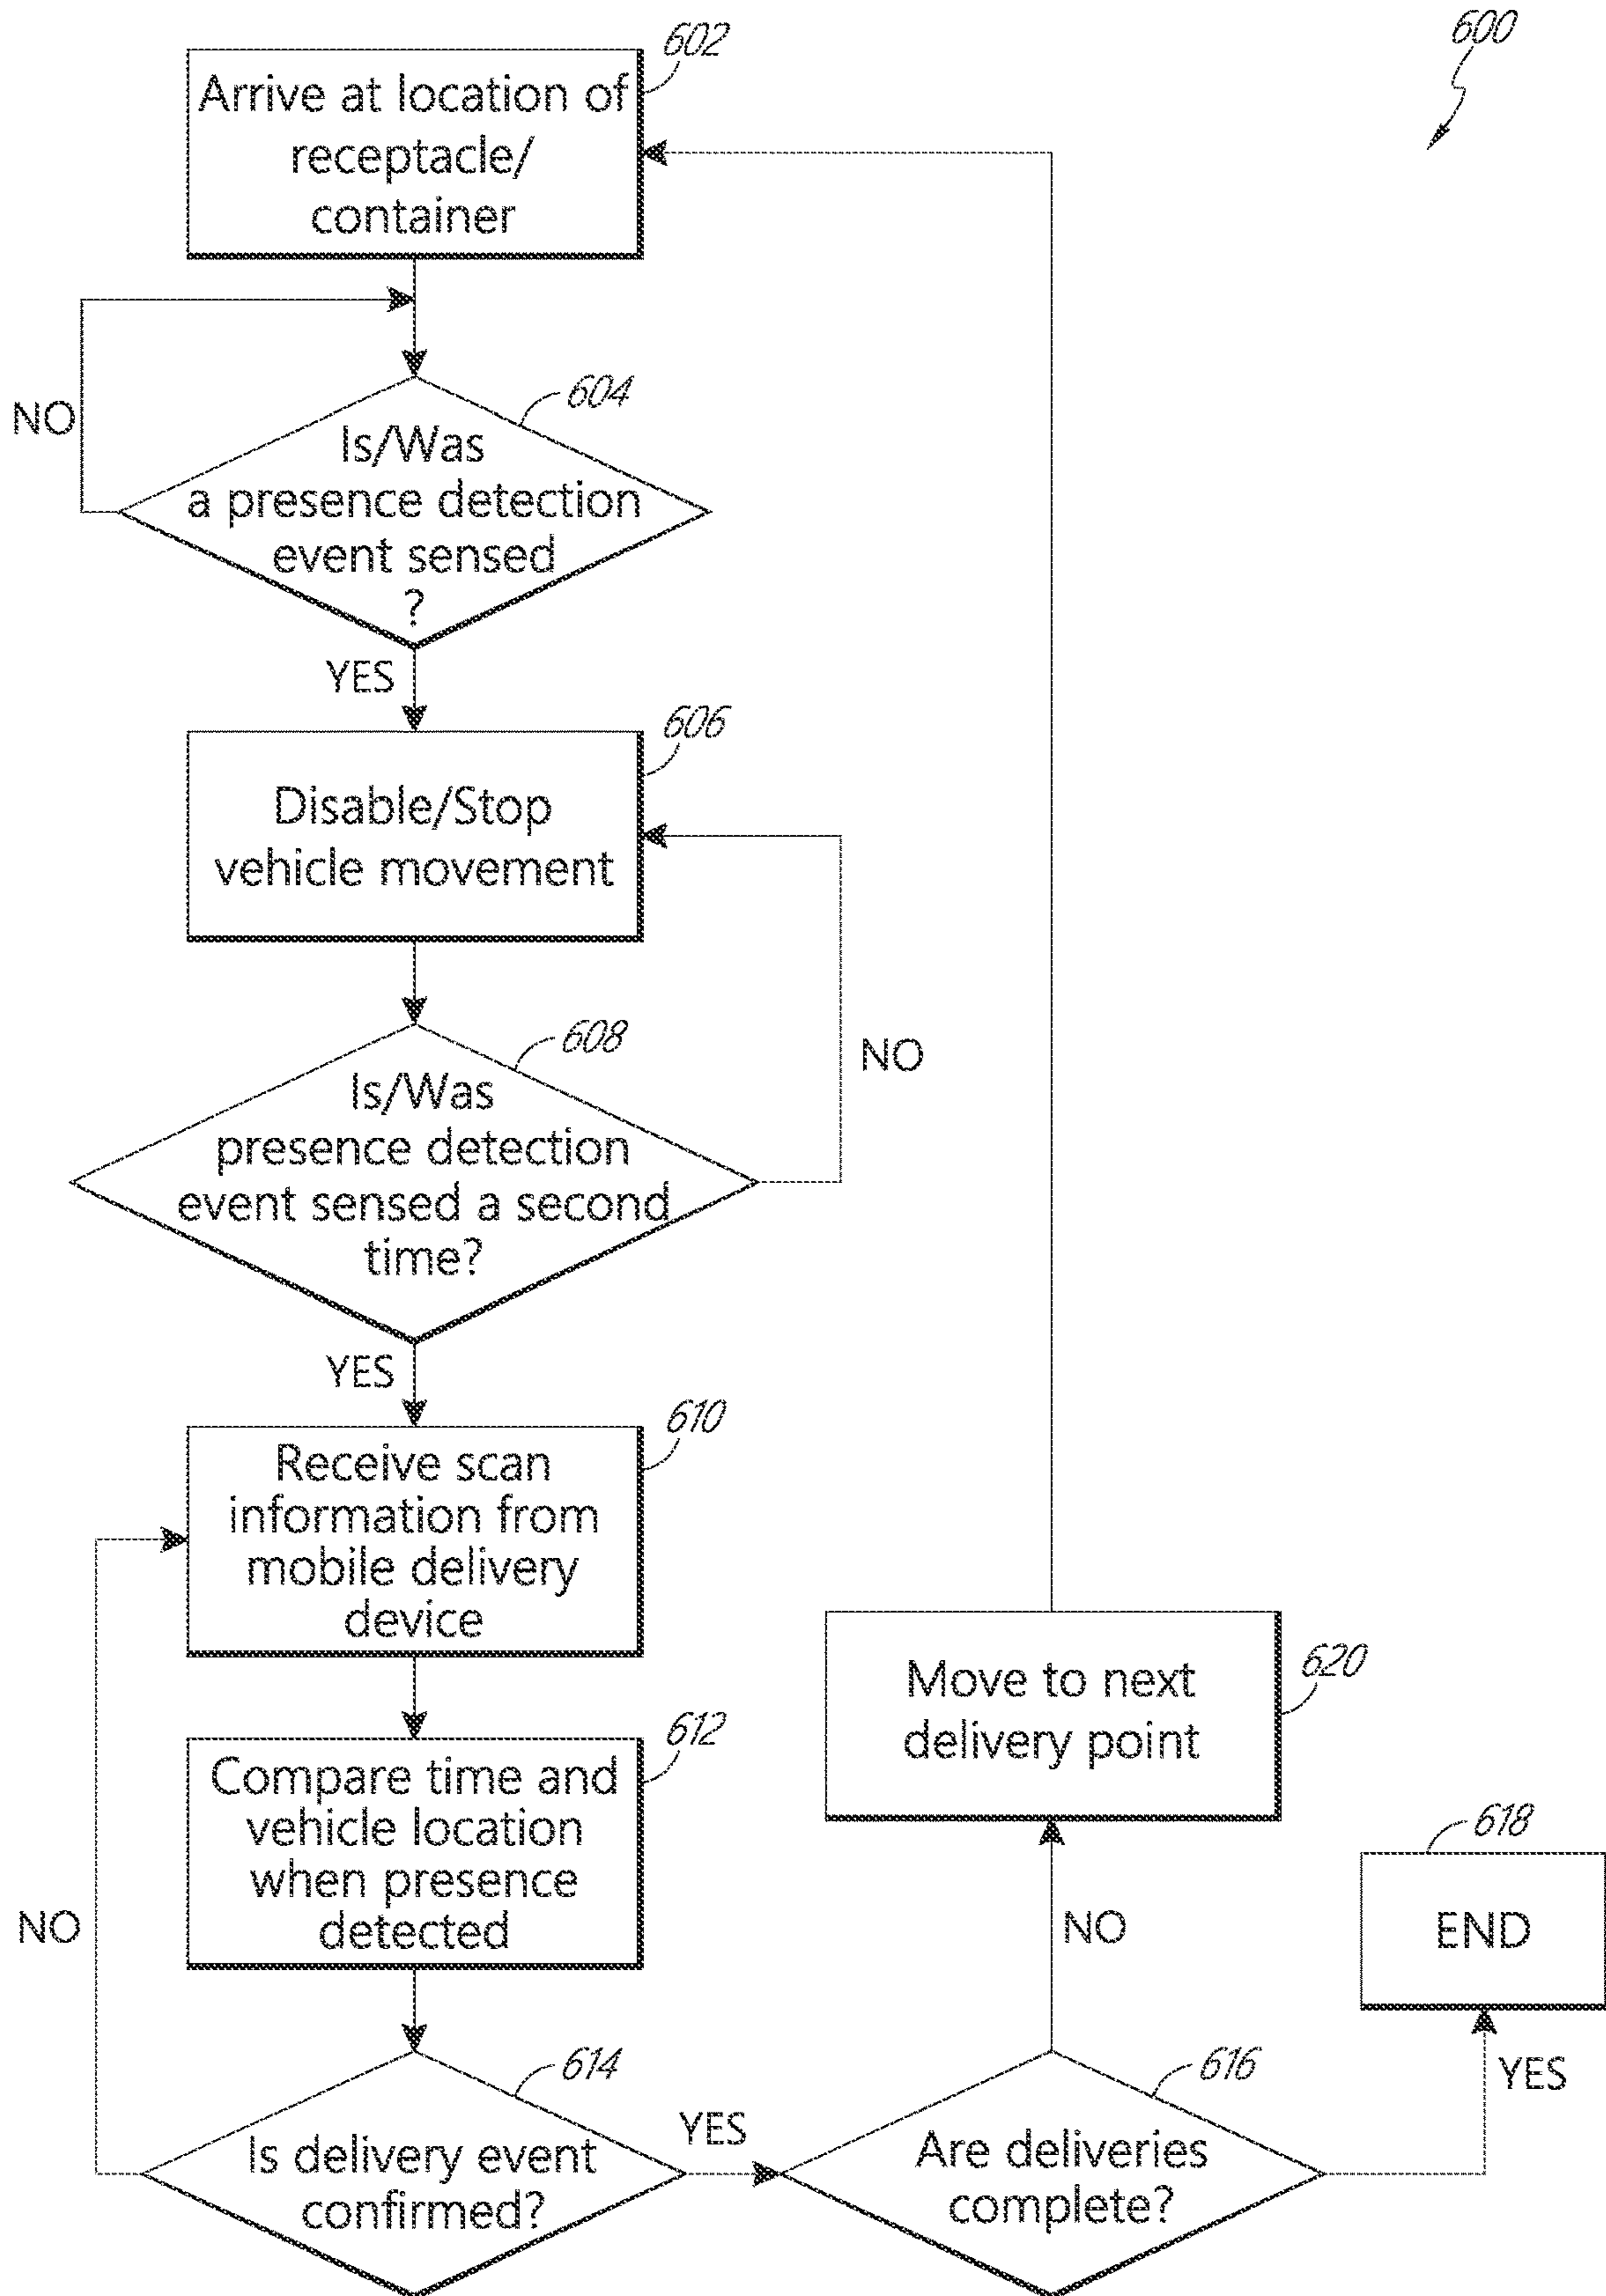 600
602
Arrive at location of
receptacle/
container
NO
604
Is/Was
a presence detection
event sensed
?
YES
606
Disable/Stop
vehicle movement
608
NO
Is/Was
presence detection
event sensed a second
time?
YES
610
Receive scan
information from
mobile delivery
device
612
Compare time and
vehicle location
when presence
detected
NO
614
Is delivery event
confirmed?
YES
616
Are deliveries
complete?
NO
620
Move to next
delivery point
YES
618
END